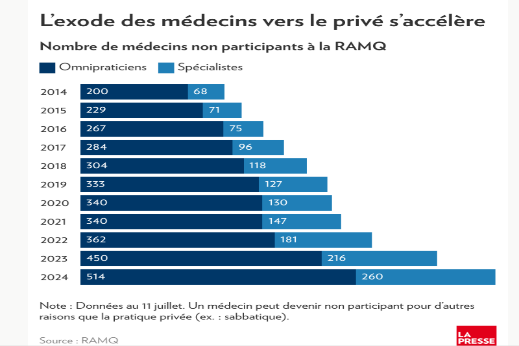 L'exode des médecins vers le privé s'accélère
Nombre de médecins non participants à la RAMQ
Omnipraticiens Spécialistes
2014 200 68
2015 229 71
2016 267 75
2017 284 96
2018 304 118
2019 333 127
2020 340 130
2021 340 147
2022 362 181
2023 450 216
2024 514 260
Note : Données au 11 juillet. Un médecin peut devenir non participant pour d'autres
raisons que la pratique privée (ex. : sabbatique).
Source : RAMQ
LA
PRESSE